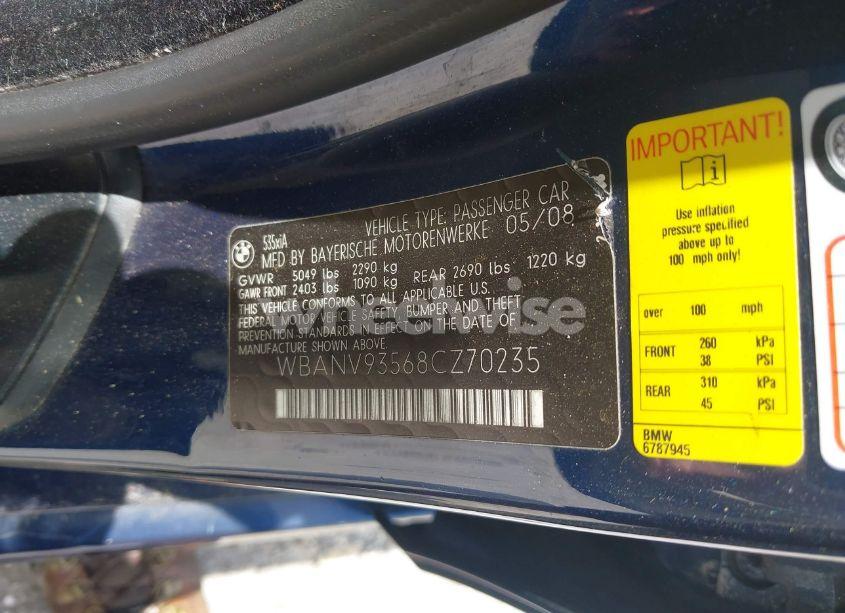 535xiA
VEHICLE TYPE: PASSENGER CAR
MFD BY BAYERISCHE MOTORENWERKE 05/08
GVWR 5049 lbs 2290 kg
GAWR FRONT 2403 lbs 1090 kg REAR 2690 lbs 1220 kg
THIS VEHICLE CONFORMS TO ALL APPLICABLE U.S.
FEDERAL MOTOR VEHICLE SAFETY, BUMPER AND THEFT
PREVENTION STANDARDS IN EFFECT ON THE DATE OF
MANUFACTURE SHOWN ABOVE.
WBANV93568CZ70235
IMPORTANT!
i
Use inflation
pressure specified
above up to
100 mph only!
over 100 mph
FRONT 260 kPa
38 PSI
REAR 310 kPa
45 PSI
BMW
6787945